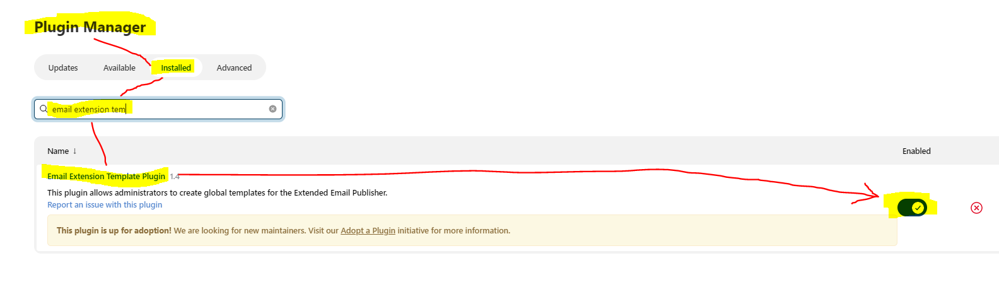 Plugin Manager
Updates Available Installed Advanced
email extension tem
Name ↓ Enabled
Email Extension Template Plugin 1.4
This plugin allows administrators to create global templates for the Extended Email Publisher.
Report an issue with this plugin
This plugin is up for adoption! We are looking for new maintainers. Visit our Adopt a Plugin initiative for more information.